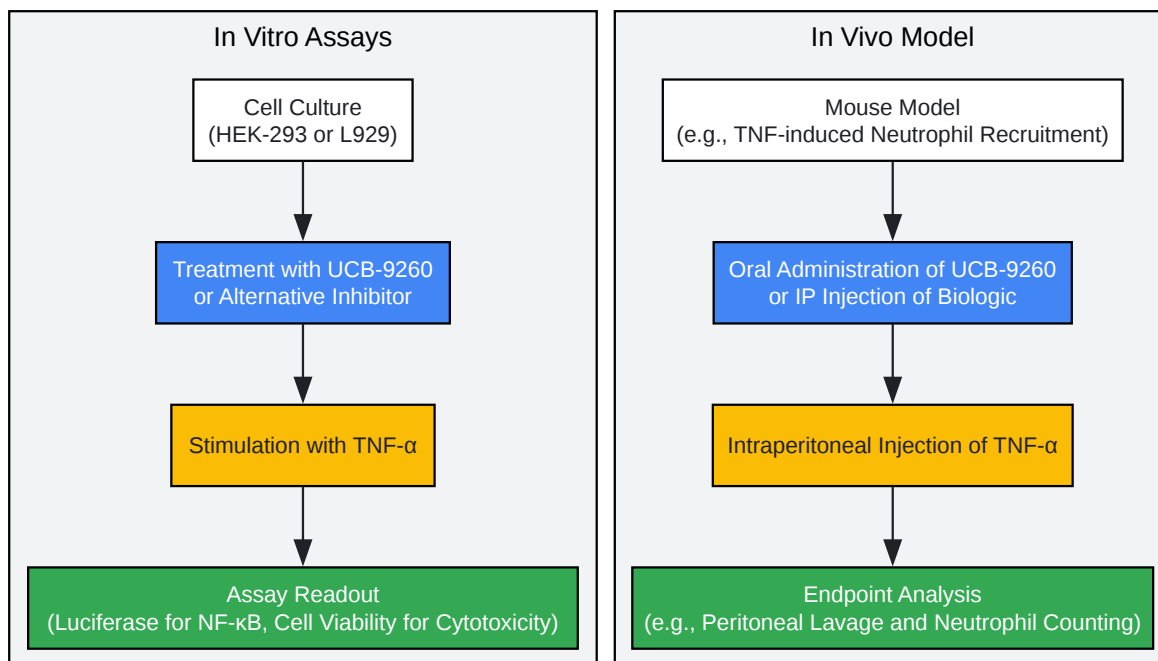 In Vitro Assays
Cell Culture
(HEK-293 or L929)
Treatment with UCB-9260
or Alternative Inhibitor
Stimulation with TNF-α
Assay Readout
(Luciferase for NF-κB, Cell Viability for Cytotoxicity)
In Vivo Model
Mouse Model
(e.g., TNF-induced Neutrophil Recruitment)
Oral Administration of UCB-9260
or IP Injection of Biologic
Intraperitoneal Injection of TNF-α
Endpoint Analysis
(e.g., Peritoneal Lavage and Neutrophil Counting)